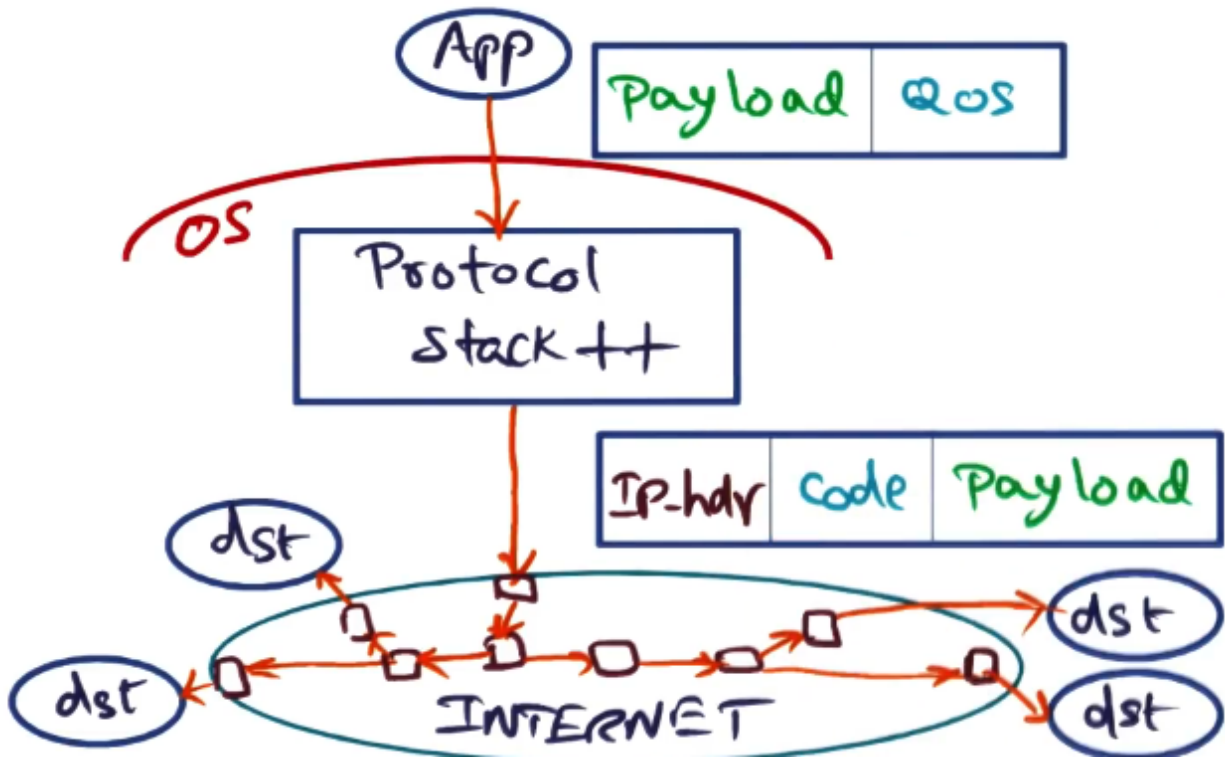 App
Payload QoS
OS
Protocol
Stack ++
IP-hdr Code Payload
dst
dst
dst
dst
INTERNET